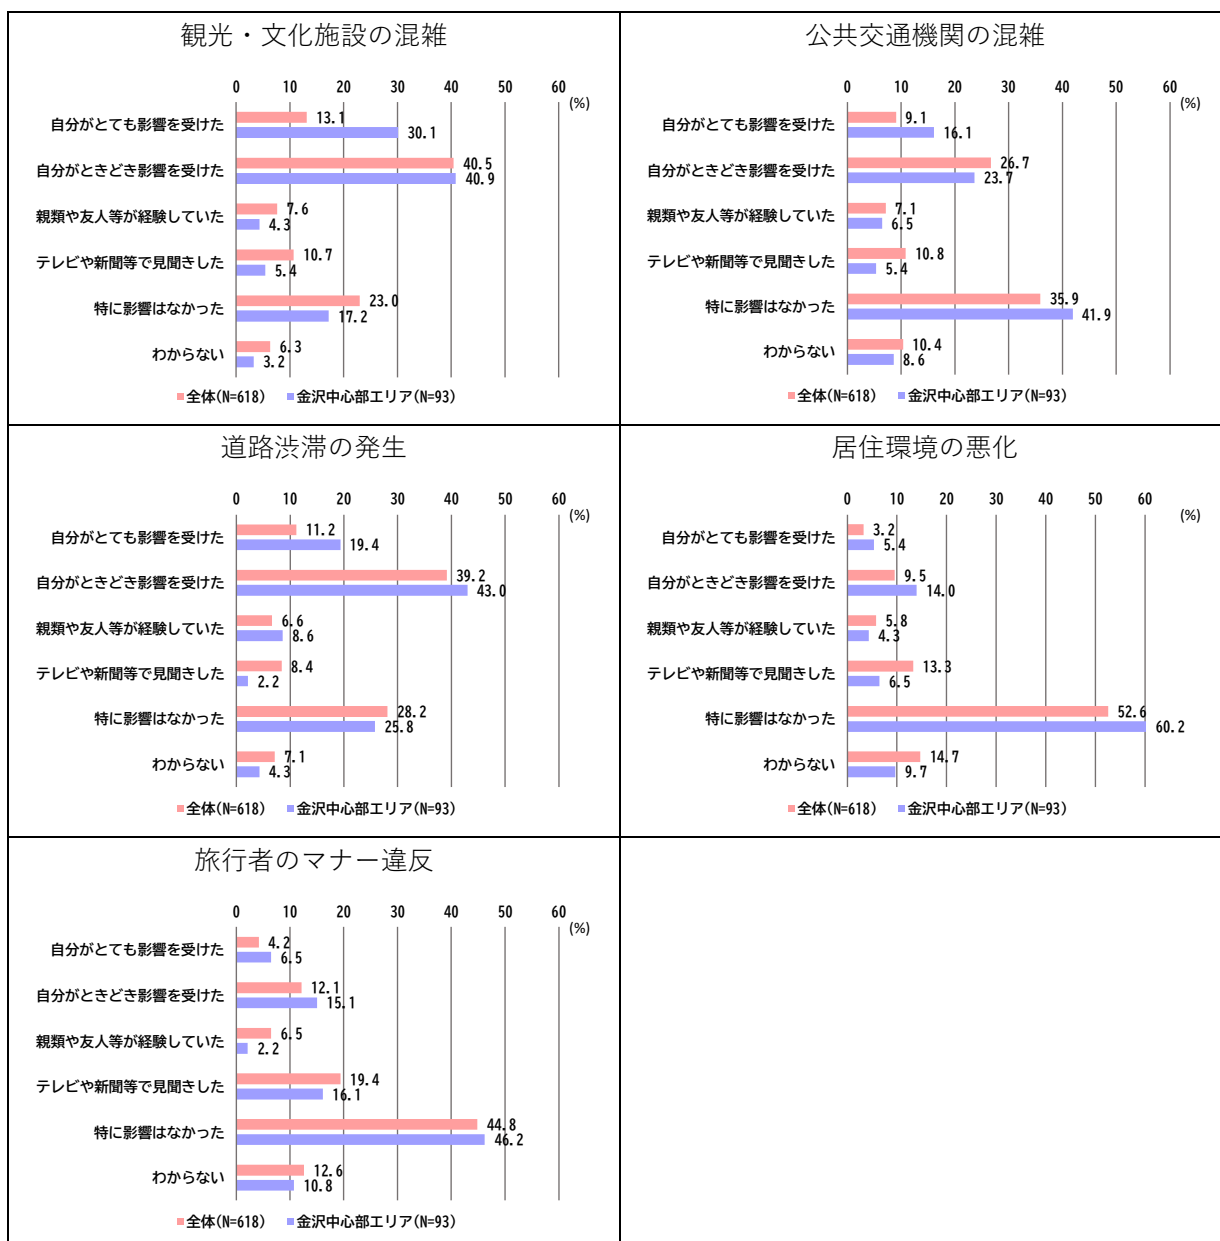 観光・文化施設の混雑
0 10 20 30 40 50 60
(%)
自分がとても影響を受けた 13.1
30.1
自分がときどき影響を受けた 40.5
40.9
親類や友人等が経験していた 7.6
4.3
テレビや新聞等で見聞きした 10.7
5.4
特に影響はなかった 23.0
17.2
わからない 6.3
3.2
全体(N=618) 金沢中心部エリア(N=93)
公共交通機関の混雑
0 10 20 30 40 50 60
(%)
自分がとても影響を受けた 9.1
16.1
自分がときどき影響を受けた 26.7
23.7
親類や友人等が経験していた 7.1
6.5
テレビや新聞等で見聞きした 10.8
5.4
特に影響はなかった 35.9
41.9
わからない 10.4
8.6
全体(N=618) 金沢中心部エリア(N=93)
道路渋滞の発生
0 10 20 30 40 50 60
(%)
自分がとても影響を受けた 11.2
19.4
自分がときどき影響を受けた 39.2
43.0
親類や友人等が経験していた 6.6
8.6
テレビや新聞等で見聞きした 8.4
2.2
特に影響はなかった 28.2
25.8
わからない 7.1
4.3
全体(N=618) 金沢中心部エリア(N=93)
居住環境の悪化
0 10 20 30 40 50 60
(%)
自分がとても影響を受けた 3.2
5.4
自分がときどき影響を受けた 9.5
14.0
親類や友人等が経験していた 5.8
4.3
テレビや新聞等で見聞きした 13.3
6.5
特に影響はなかった 52.6
60.2
わからない 14.7
9.7
全体(N=618) 金沢中心部エリア(N=93)
旅行者のマナー違反
0 10 20 30 40 50 60
(%)
自分がとても影響を受けた 4.2
6.5
自分がときどき影響を受けた 12.1
15.1
親類や友人等が経験していた 6.5
2.2
テレビや新聞等で見聞きした 19.4
16.1
特に影響はなかった 44.8
46.2
わからない 12.6
10.8
全体(N=618) 金沢中心部エリア(N=93)